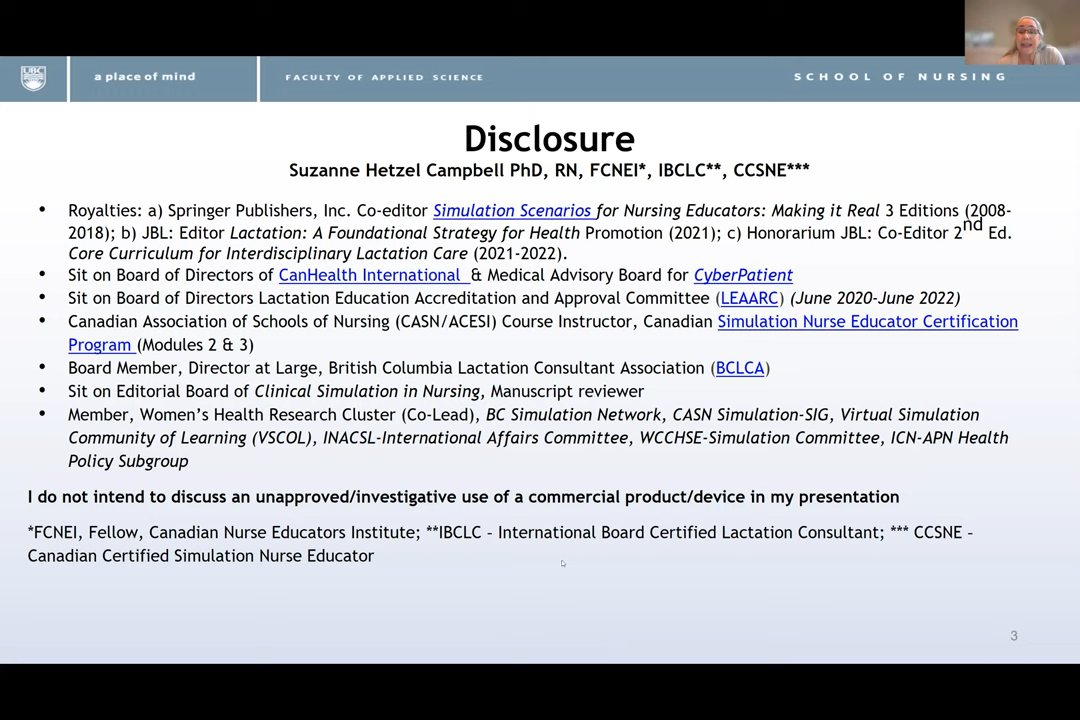 UBC
a place of mind
FACULTY OF APPLIED SCIENCE
SCHOOL OF NURSING
Disclosure
Suzanne Hetzel Campbell PhD, RN, FCNEI*, IBCLC**, CCSNE***
• Royalties: a) Springer Publishers, Inc. Co-editor Simulation Scenarios for Nursing Educators: Making it Real 3 Editions (2008-
2018); b) JBL: Editor Lactation: A Foundational Strategy for Health Promotion (2021); c) Honorarium JBL: Co-Editor 2nd Ed.
Core Curriculum for Interdisciplinary Lactation Care (2021-2022).
• Sit on Board of Directors of CanHealth International & Medical Advisory Board for CyberPatient
• Sit on Board of Directors Lactation Education Accreditation and Approval Committee (LEAARC) (June 2020-June 2022)
• Canadian Association of Schools of Nursing (CASN/ACESI) Course Instructor, Canadian Simulation Nurse Educator Certification
Program (Modules 2 & 3)
• Board Member, Director at Large, British Columbia Lactation Consultant Association (BCLCA)
• Sit on Editorial Board of Clinical Simulation in Nursing, Manuscript reviewer
• Member, Women's Health Research Cluster (Co-Lead), BC Simulation Network, CASN Simulation-SIG, Virtual Simulation
Community of Learning (VSCOL), INACSL-International Affairs Committee, WCCHSE-Simulation Committee, ICN-APN Health
Policy Subgroup
I do not intend to discuss an unapproved/investigative use of a commercial product/device in my presentation
*FCNEI, Fellow, Canadian Nurse Educators Institute; **IBCLC – International Board Certified Lactation Consultant; *** CCSNE –
Canadian Certified Simulation Nurse Educator
3